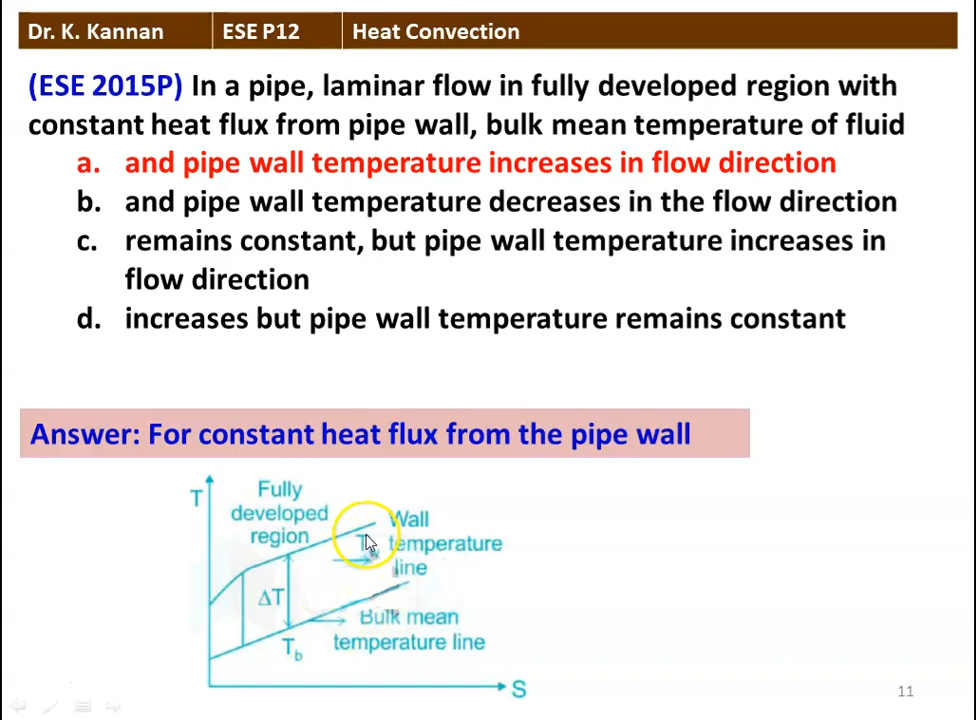 Dr. K. Kannan ESE P12 Heat Convection
(ESE 2015P) In a pipe, laminar flow in fully developed region with
constant heat flux from pipe wall, bulk mean temperature of fluid
a. and pipe wall temperature increases in flow direction
b. and pipe wall temperature decreases in the flow direction
c. remains constant, but pipe wall temperature increases in
flow direction
d. increases but pipe wall temperature remains constant
Answer: For constant heat flux from the pipe wall
T
Fully
developed
region
Wall
temperature
line
ΔT
Bulk mean
temperature line
Tb
S
11